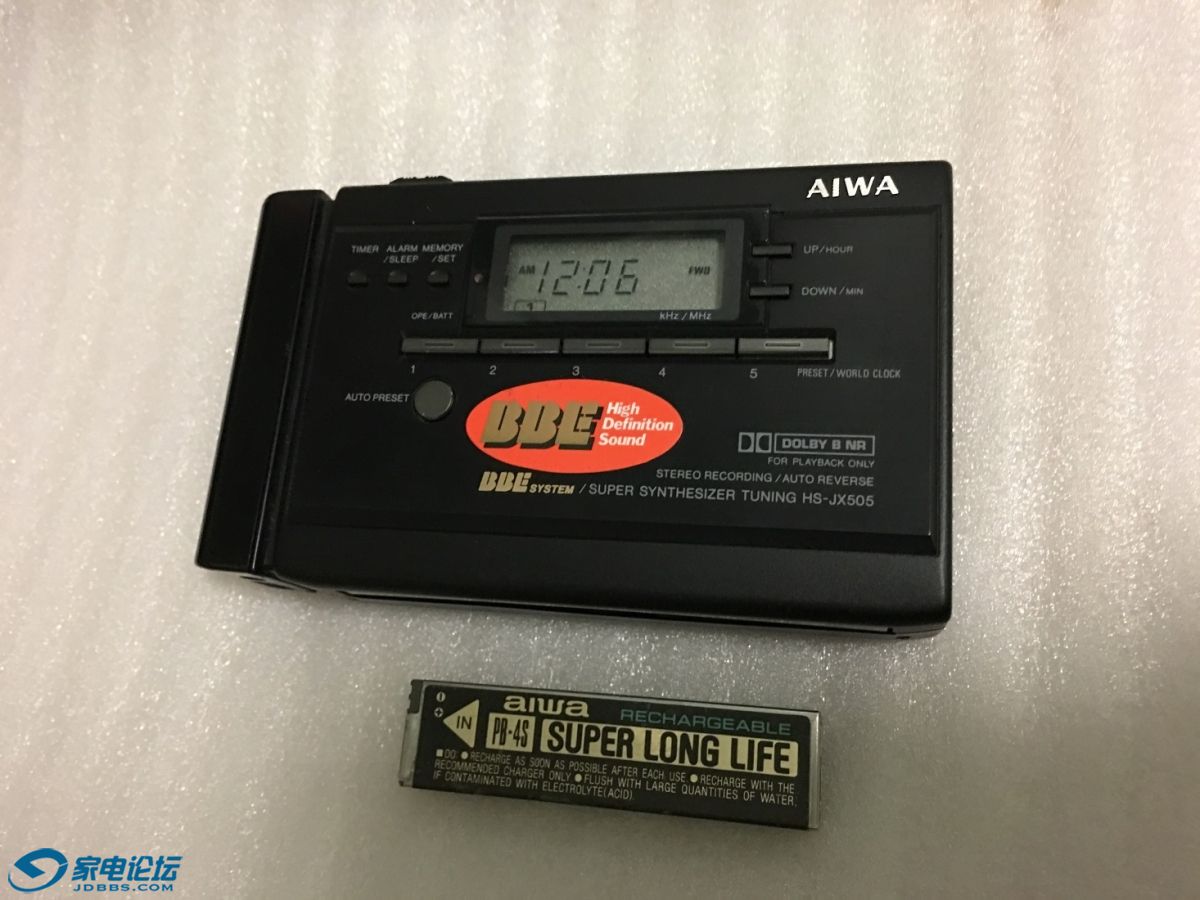 AIWA
TIMER ALARM /SLEEP MEMORY /SET
AM 12:06 FWD
1
kHz / MHz
UP/HOUR
DOWN/MIN
OPE/BATT
1 2 3 4 5 PRESET/WORLD CLOCK
AUTO PRESET
BBE High Definition Sound
DOLBY B NR
FOR PLAYBACK ONLY
STEREO RECORDING/AUTO REVERSE
BBE SYSTEM / SUPER SYNTHESIZER TUNING HS-JX505
aiwa RECHARGEABLE
IN PB-4S SUPER LONG LIFE
■DO: ●RECHARGE AS SOON AS POSSIBLE AFTER EACH USE ●RECHARGE WITH THE
RECOMMENDED CHARGER ONLY ●FLUSH WITH LARGE QUANTITIES OF WATER,
IF CONTAMINATED WITH ELECTROLYTE(ACID).
家电论坛
JDBBS.COM